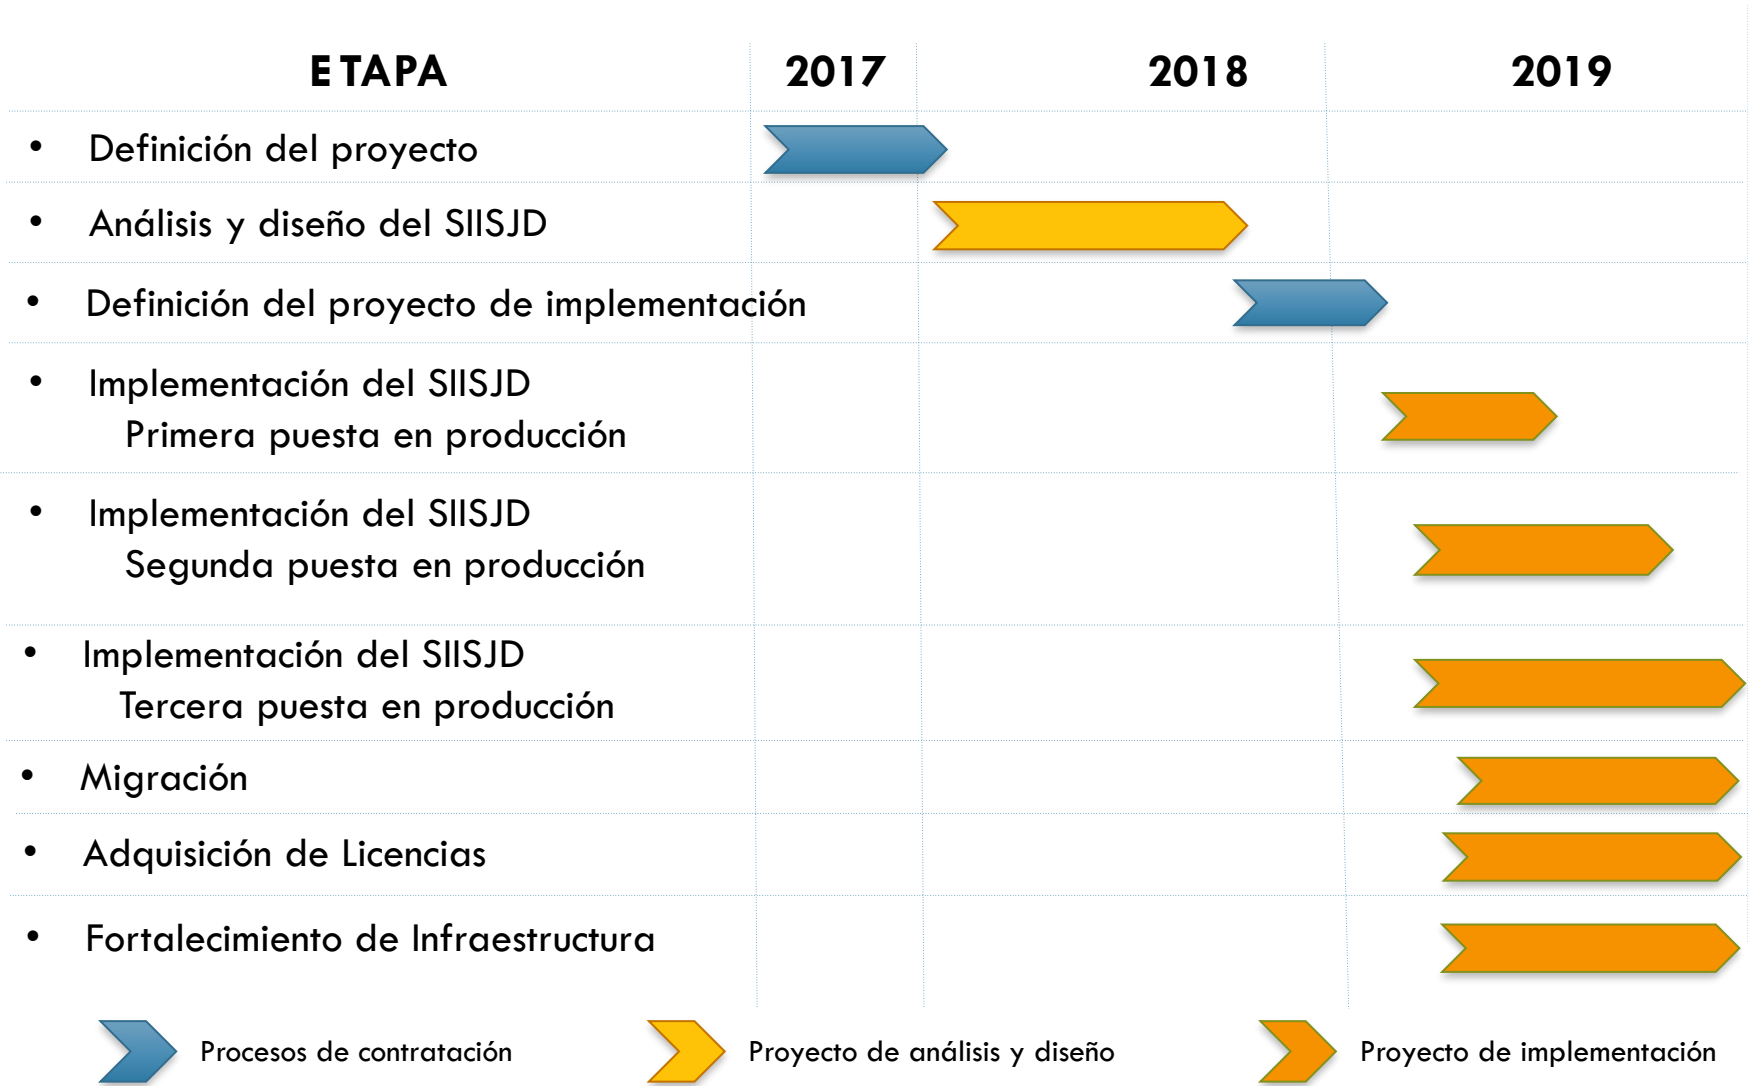 ETAPA 2017 2018 2019
• Definición del proyecto
• Análisis y diseño del SIISJD
• Definición del proyecto de implementación
• Implementación del SIISJD
Primera puesta en producción
• Implementación del SIISJD
Segunda puesta en producción
• Implementación del SIISJD
Tercera puesta en producción
• Migración
• Adquisición de Licencias
• Fortalecimiento de Infraestructura
Procesos de contratación Proyecto de análisis y diseño Proyecto de implementación